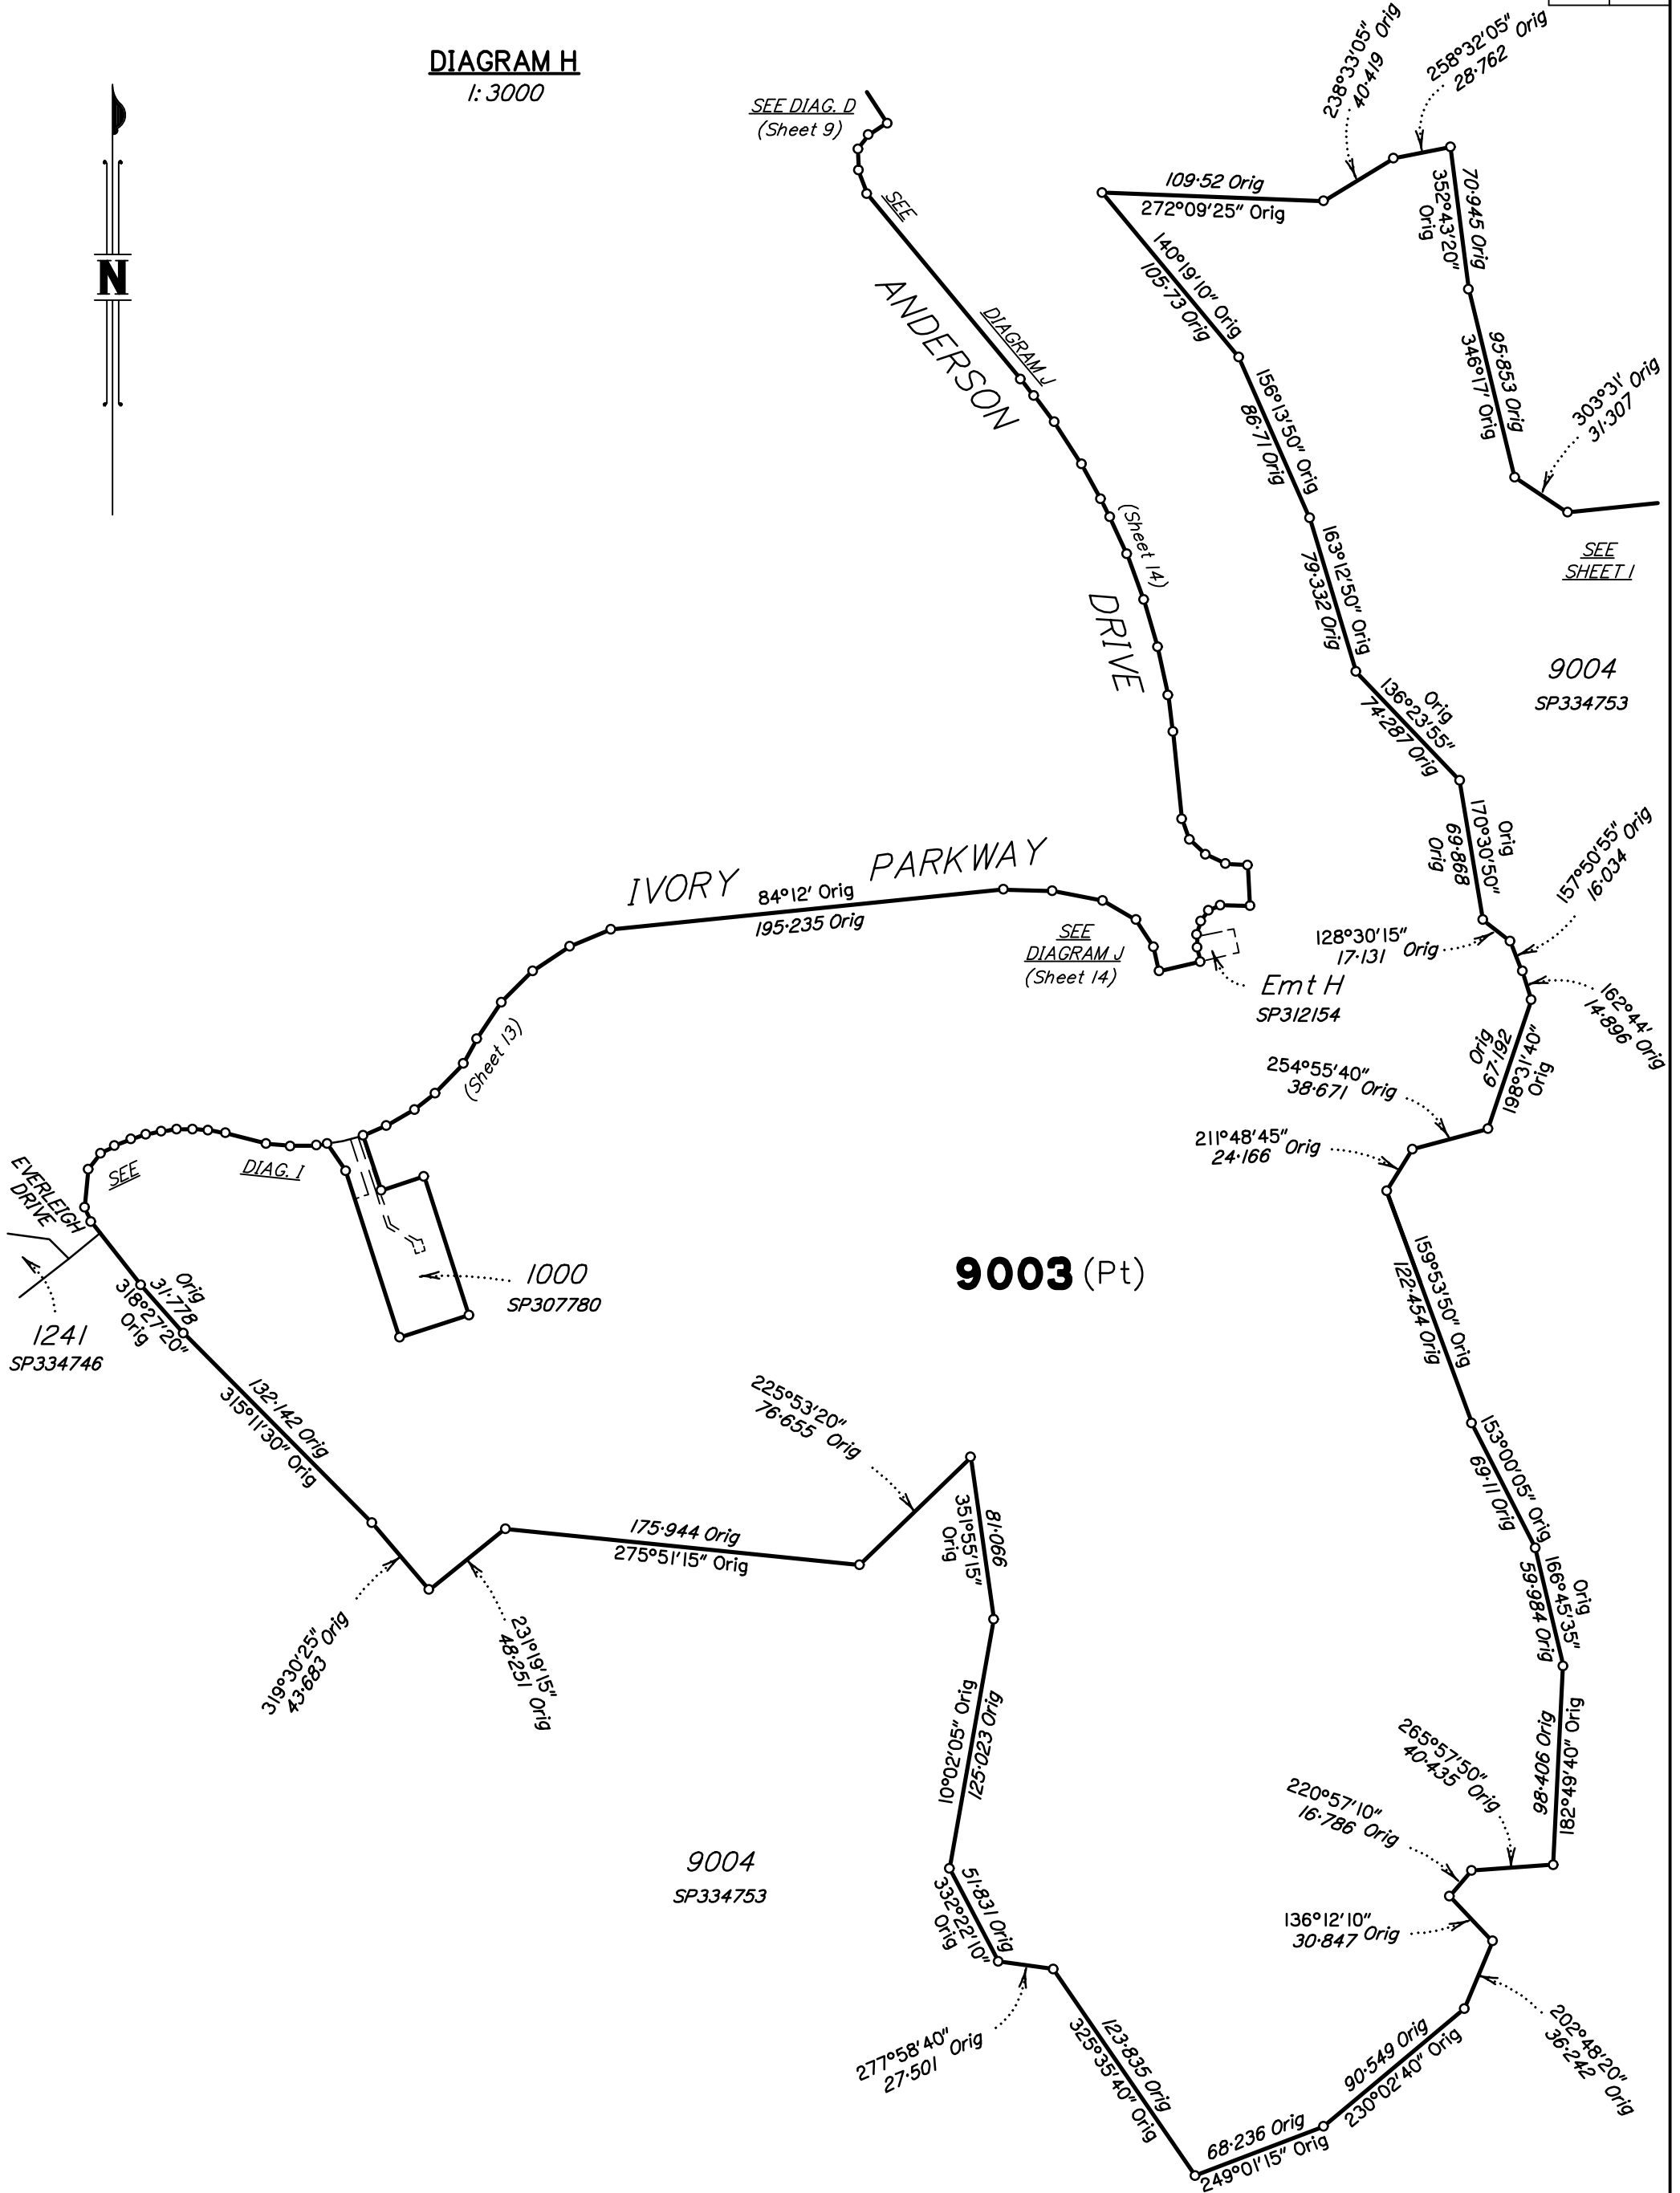 DIAGRAM H
1:3000
N
SEE DIAG. D
(Sheet 9)
SEE
DIAGRAM J
(Sheet 14)
ANDERSON
DRIVE
238°33'05"
40·419 Orig
258°32'05"
28·762 Orig
109·52 Orig
272°09'25" Orig
70·945 Orig
352°43'20"
Orig
140°19'10" Orig
105·73 Orig
95·853 Orig
346°17' Orig
303°31'
31·307 Orig
156°13'50" Orig
86·71 Orig
SEE
SHEET 1
163°12'50" Orig
79·332 Orig
9004
SP334753
Orig
136°23'55"
74·287 Orig
Orig
170°30'50"
69·868
Orig
157°50'55"
16·034 Orig
IVORY PARKWAY
84°12' Orig
195·235 Orig
SEE
DIAGRAM J
(Sheet 14)
128°30'15"
17·131 Orig
Emt H
SP312154
162°44'
14·896 Orig
Orig
67·192
198°31'40"
Orig
(Sheet 13)
254°55'40"
38·671 Orig
211°48'45"
24·166 Orig
EVERLEIGH
DRIVE
SEE
DIAG. I
1000
SP307780
9003 (Pt)
159°53'50" Orig
122·454 Orig
Orig
31·778
318°27'20"
Orig
1241
SP334746
132·142 Orig
315°11'30" Orig
225°53'20"
76·655 Orig
153°00'05" Orig
69·11 Orig
175·944 Orig
275°51'15" Orig
81·066
351°55'15"
Orig
Orig
166°45'35"
59·984 Orig
319°30'25"
43·683 Orig
231°19'15"
48·251 Orig
10°02'05" Orig
125·023 Orig
98·406 Orig
182°49'40" Orig
265°57'50"
40·435 Orig
220°57'10"
16·786 Orig
9004
SP334753
51·831 Orig
332°22'10"
Orig
136°12'10"
30·847 Orig
277°58'40"
27·501 Orig
123·835 Orig
325°35'40" Orig
202°48'20"
36·242 Orig
90·549 Orig
230°02'40" Orig
68·236 Orig
249°01'15" Orig